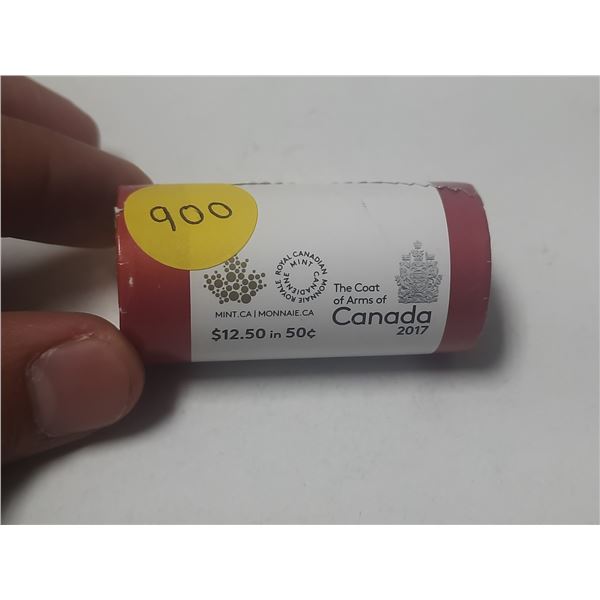 900
ROYAL CANADIAN MINT
MONNAIE ROYALE CANADIENNE
MINT.CA | MONNAIE.CA
$12.50 in 50¢
The Coat
of Arms of
Canada
2017